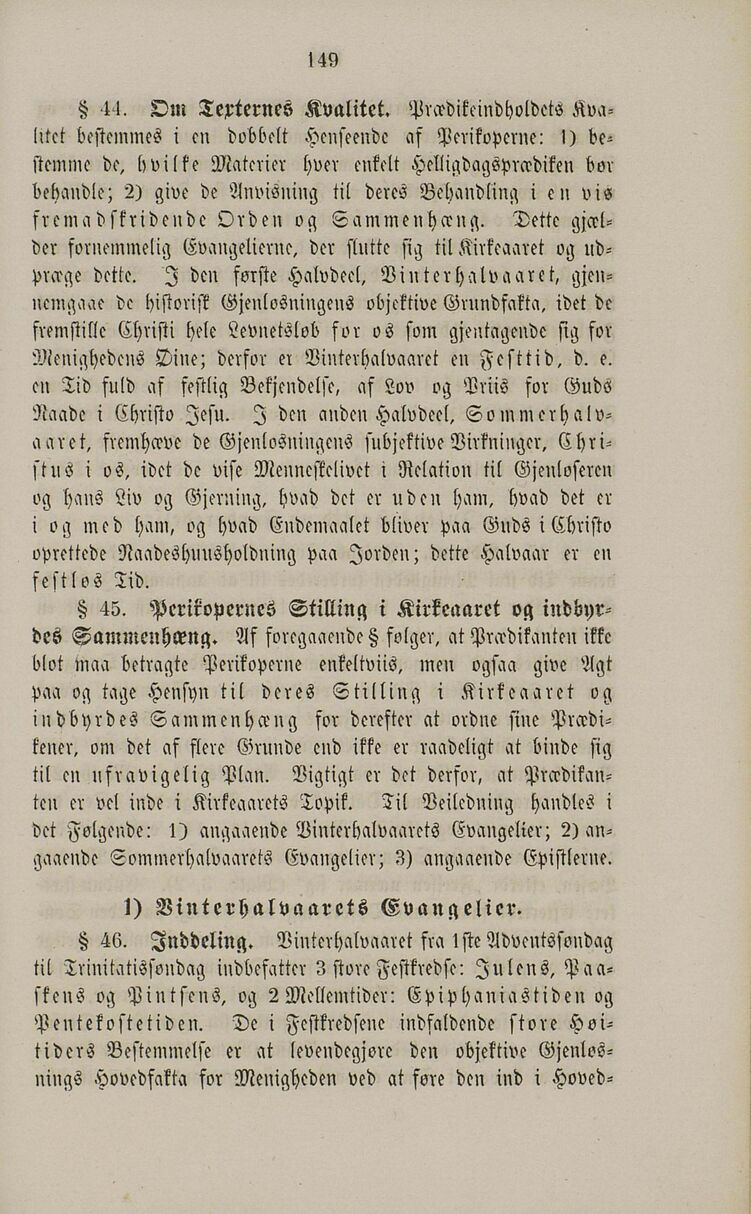 149
§ 44. Om Texternes Kvalitet. Prædikeindholdets Kva-
litet bestemmes i en dobbelt Henseende af Perikoperne: 1) be-
stemme de, hvilke Materier hver enkelt Helligdagsprædiken bør
behandle; 2) give de Anvisning til deres Behandling i en vis
fremadskridende Orden og Sammenhæng. Dette gjæl-
der fornemmelig Evangelierne, der slutte sig til Kirkeaaret og ud-
præge dette. I den første Halvdeel, Vinterhalvaaret, gjen-
nemgaae de historisk Gjenløsningens objektive Grundfakta, idet de
fremstille Christi hele Levnetsløb for os som gjentagende sig for
Menighedens Øine; derfor er Vinterhalvaaret en Festtid, d. e.
en Tid fuld af festlig Bekjendelse, af Lov og Priis for Guds
Naade i Christo Jesu. I den anden Halvdeel, Sommerhalv-
aaret, fremhæve de Gjenløsningens subjektive Virkninger, Chri-
stus i os, idet de vise Menneskelivet i Relation til Gjenløseren
og hans Liv og Gjerning, hvad det er uden ham, hvad det er
i og med ham, og hvad Endemaalet bliver paa Guds i Christo
oprettede Naadeshuusholdning paa Jorden; dette Halvaar er en
festløs Tid.
§ 45. Perikopernes Stilling i Kirkeaaret og indbyr-
des Sammenhæng. Af foregaaende § følger, at Prædikanten ikke
blot maa betragte Perikoperne enkeltviis, men ogsaa give Agt
paa og tage Hensyn til deres Stilling i Kirkeaaret og
indbyrdes Sammenhæng for derefter at ordne sine Prædi-
kener, om det af flere Grunde end ikke er raadeligt at binde sig
til en ufravigelig Plan. Vigtigt er det derfor, at Prædikan-
ten er vel inde i Kirkeaarets Topik. Til Veiledning handles i
det Følgende: 1) angaaende Vinterhalvaarets Evangelier; 2) an-
gaaende Sommerhalvaarets Evangelier; 3) angaaende Epistlerne.
1) Vinterhalvaarets Evangelier.
§ 46. Inddeling. Vinterhalvaaret fra 1ste Adventssøndag
til Trinitatissøndag indbefatter 3 store Festkredse: Julens, Paa-
skens og Pintsens, og 2 Mellemtider: Epiphaniastiden og
Pentekostetiden. De i Festkredsene indfaldende store Høi-
tiders Bestemmelse er at levendegjøre den objektive Gjenløs-
nings Hovedfakta for Menigheden ved at føre den ind i Hoved-